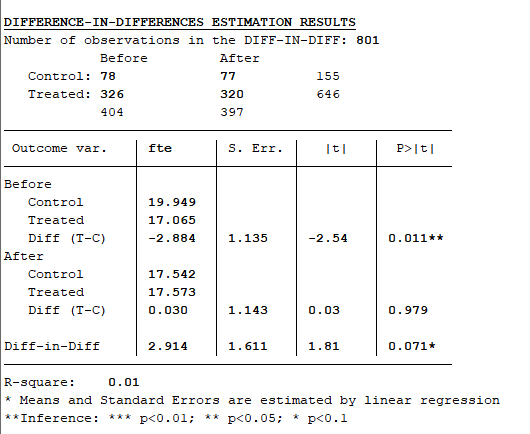 DIFFERENCE-IN-DIFFERENCES ESTIMATION RESULTS
Number of observations in the DIFF-IN-DIFF: 801
Before After
Control: 78 77 155
Treated: 326 320 646
404 397
Outcome var. fte S. Err. |t| P>|t|
Before
Control 19.949
Treated 17.065
Diff (T-C) -2.884 1.135 -2.54 0.011**
After
Control 17.542
Treated 17.573
Diff (T-C) 0.030 1.143 0.03 0.979
Diff-in-Diff 2.914 1.611 1.81 0.071*
R-square: 0.01
* Means and Standard Errors are estimated by linear regression
**Inference: *** p<0.01; ** p<0.05; * p<0.1